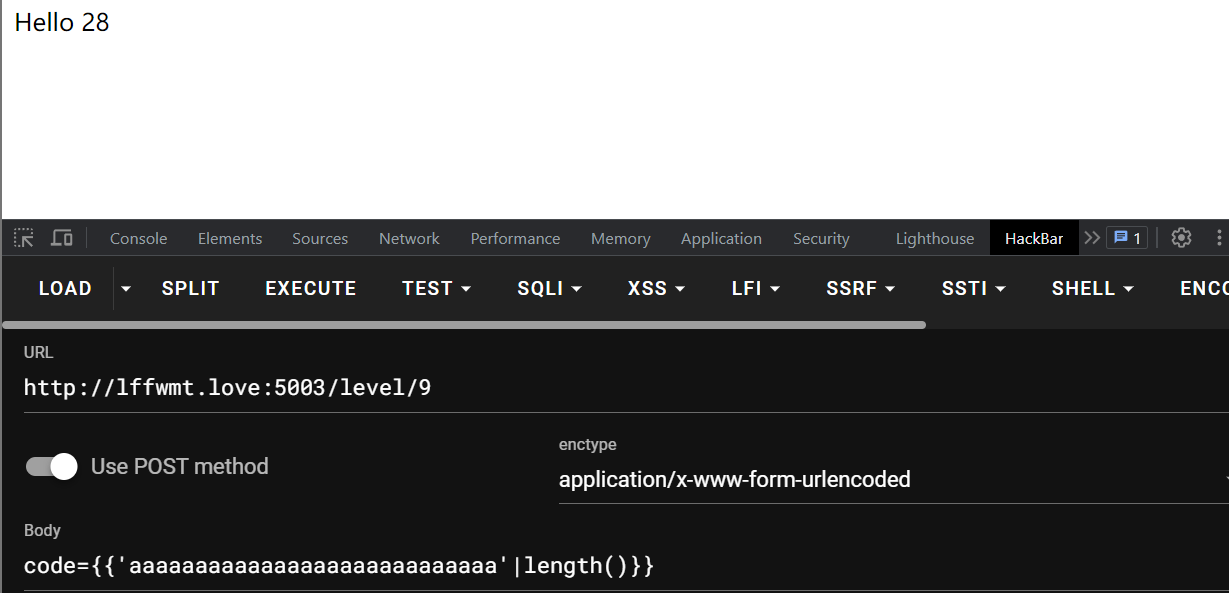 Hello 28
Console Elements Sources Network Performance Memory Application Security Lighthouse HackBar 1
LOAD SPLIT EXECUTE TEST SQLI XSS LFI SSRF SSTI SHELL ENCO
URL
http://lffwmt.love:5003/level/9
enctype
Use POST method
application/x-www-form-urlencoded
Body
code={{'aaaaaaaaaaaaaaaaaaaaaaaaaaaa'|length()}}